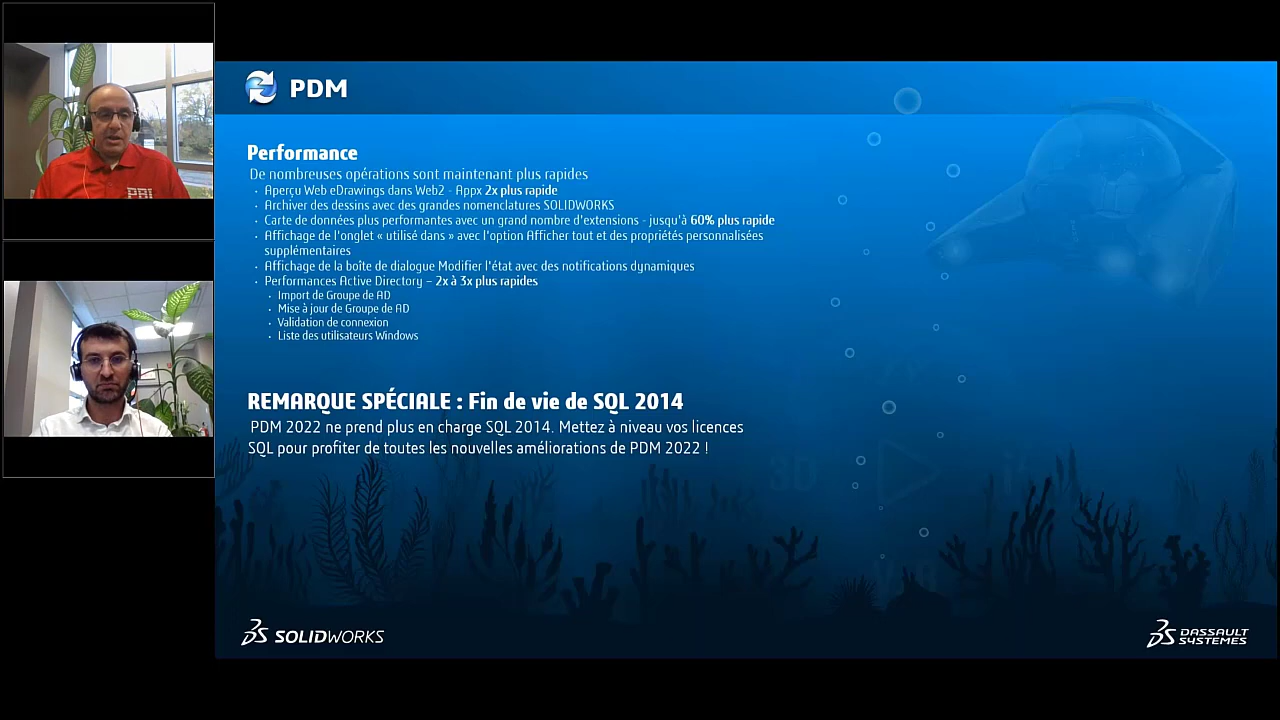 PDM
Performance
De nombreuses opérations sont maintenant plus rapides
· Aperçu Web eDrawings dans Web2 - Appx 2x plus rapide
· Archiver des dessins avec des grandes nomenclatures SOLIDWORKS
· Carte de données plus performantes avec un grand nombre d'extensions - jusqu'à 60% plus rapide
· Affichage de l'onglet « utilisé dans » avec l'option Afficher tout et des propriétés personnalisées
supplémentaires
· Affichage de la boîte de dialogue Modifier l'état avec des notifications dynamiques
· Performances Active Directory – 2x à 3x plus rapides
· Import de Groupe de AD
· Mise à jour de Groupe de AD
· Validation de connexion
· Liste des utilisateurs Windows
REMARQUE SPÉCIALE : Fin de vie de SQL 2014
PDM 2022 ne prend plus en charge SQL 2014. Mettez à niveau vos licences
SQL pour profiter de toutes les nouvelles améliorations de PDM 2022 !
3D
SOLIDWORKS
DASSAULT
SYSTEMES